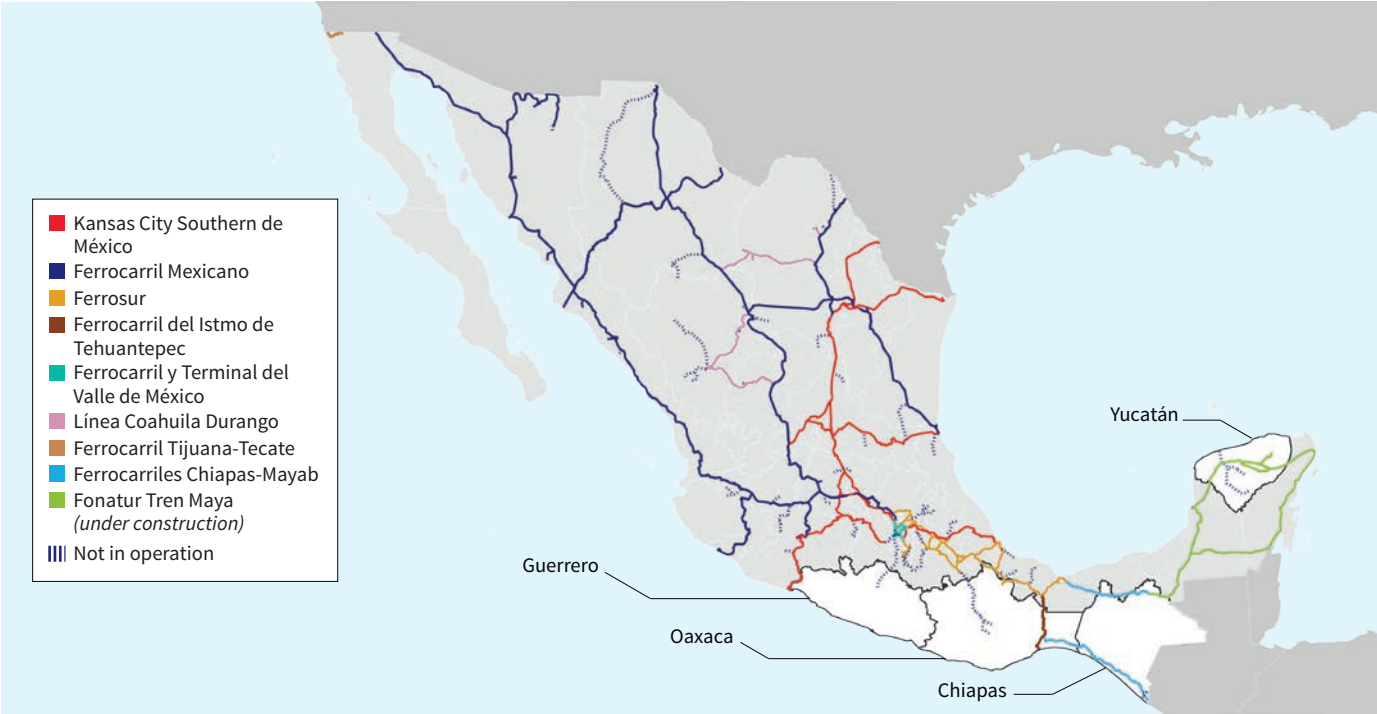 Kansas City Southern de
México
Ferrocarril Mexicano
Ferrosur
Ferrocarril del Istmo de
Tehuantepec
Ferrocarril y Terminal del
Valle de México
Línea Coahuila Durango
Ferrocarril Tijuana-Tecate
Ferrocarriles Chiapas-Mayab
Fonatur Tren Maya
(under construction)
Not in operation
Yucatán
Guerrero
Oaxaca
Chiapas